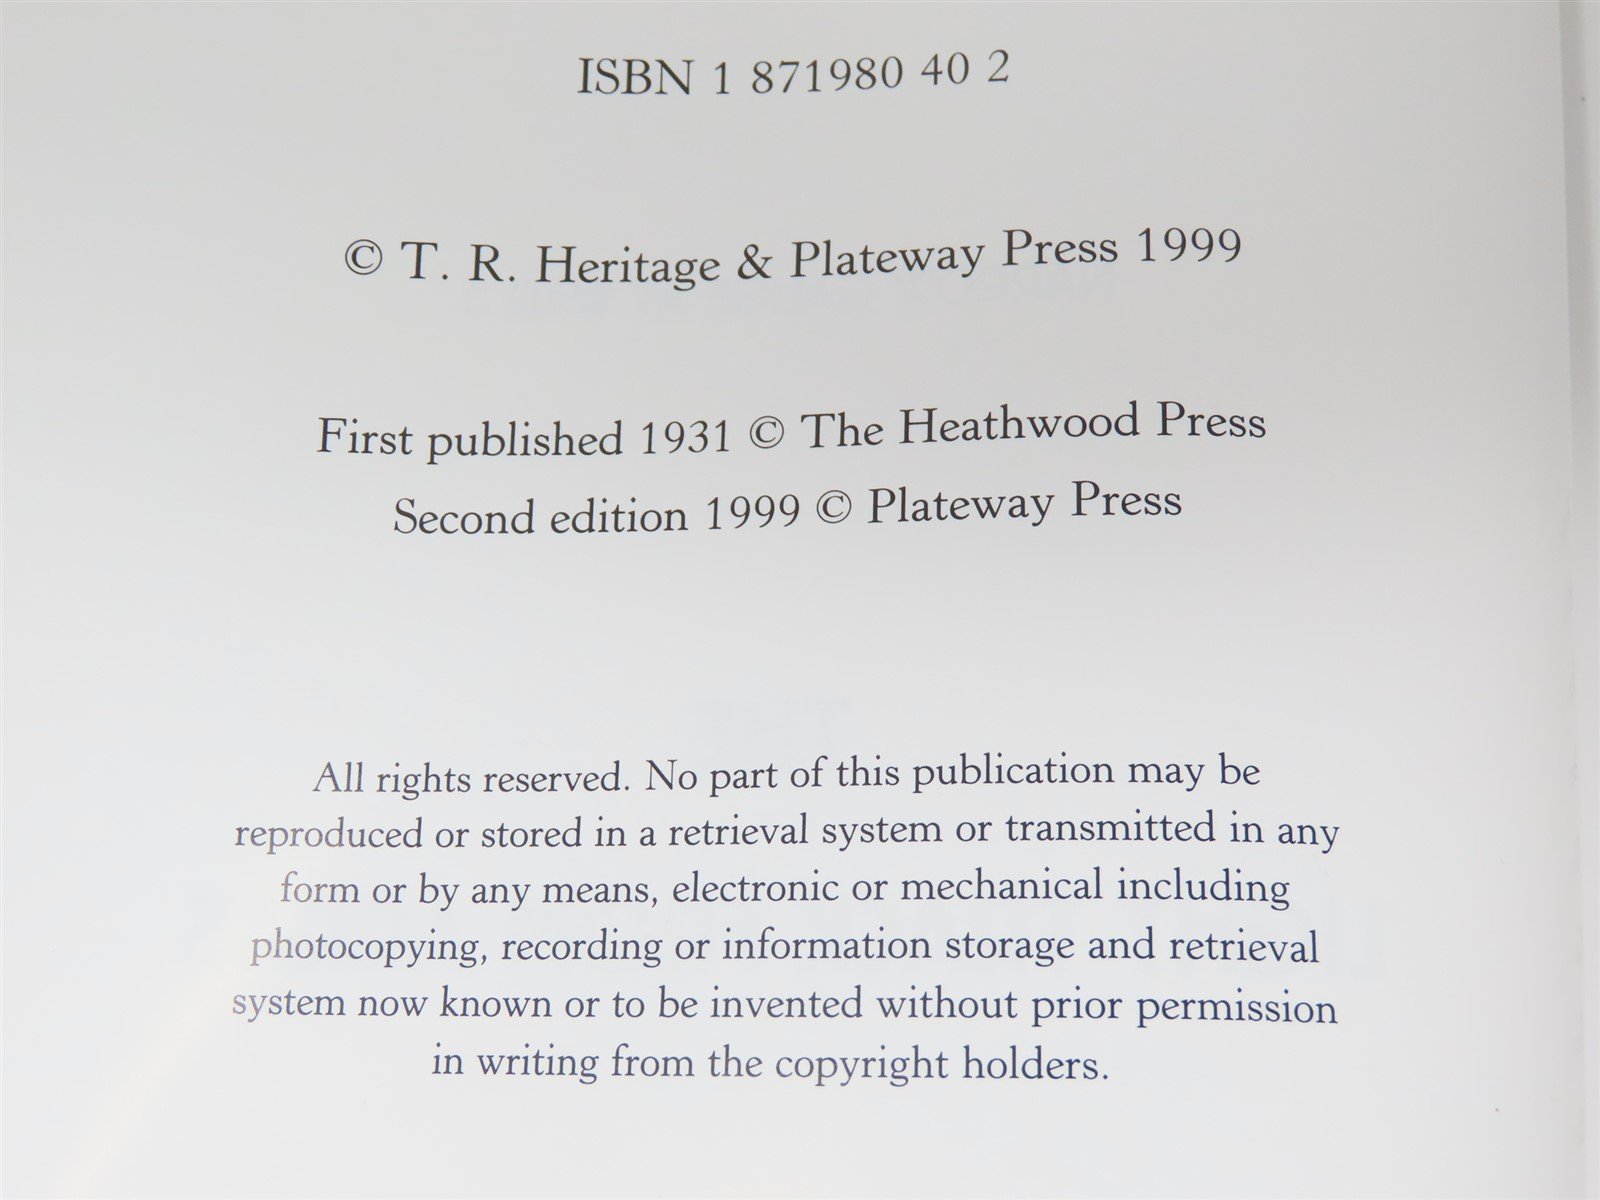 ISBN 1 871980 40 2
© T. R. Heritage & Plateway Press 1999
First published 1931 © The Heathwood Press
Second edition 1999 © Plateway Press
All rights reserved. No part of this publication may be
reproduced or stored in a retrieval system or transmitted in any
form or by any means, electronic or mechanical including
photocopying, recording or information storage and retrieval
system now known or to be invented without prior permission
in writing from the copyright holders.